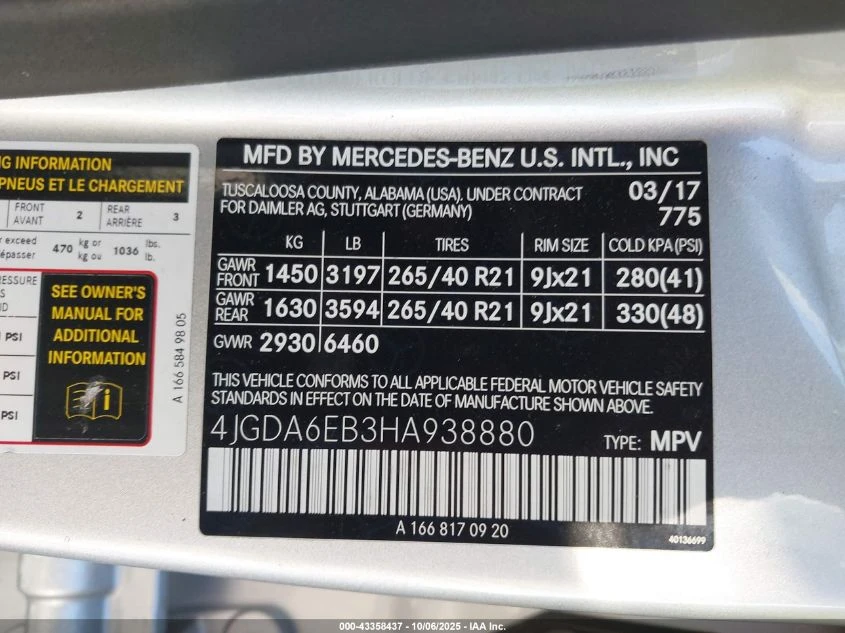 NG INFORMATION
PNEUS ET LE CHARGEMENT
FRONT 2 REAR 3
AVANT ARRIÈRE
exceed 470 kg or 1036 lbs.
épasser kg ou lb.
ESSURE
S
ND
PSI
PSI
PSI
SEE OWNER'S
MANUAL FOR
ADDITIONAL
INFORMATION
i
A 166 584 98 05
MFD BY MERCEDES-BENZ U.S. INTL., INC
TUSCALOOSA COUNTY, ALABAMA (USA). UNDER CONTRACT 03/17
FOR DAIMLER AG, STUTTGART (GERMANY) 775
KG LB TIRES RIM SIZE COLD KPA (PSI)
GAWR FRONT 1450 3197 265/40 R21 9Jx21 280(41)
GAWR REAR 1630 3594 265/40 R21 9Jx21 330(48)
GVWR 2930 6460
THIS VEHICLE CONFORMS TO ALL APPLICABLE FEDERAL MOTOR VEHICLE SAFETY
STANDARDS IN EFFECT ON THE DATE OF MANUFACTURE SHOWN ABOVE.
4JGDA6EB3HA938880 TYPE: MPV
A 166 817 09 20
40136699
000-43358437 - 10/06/2025 - IAA Inc.